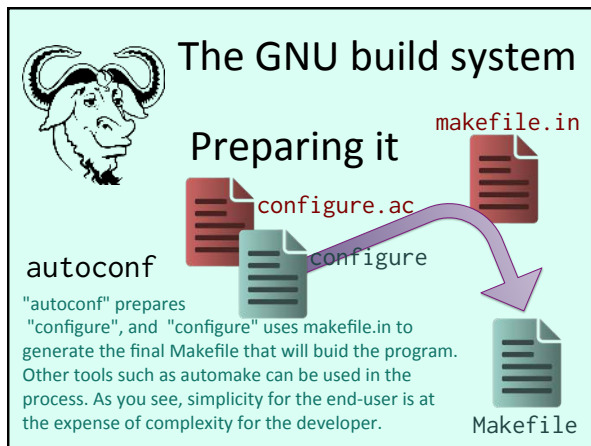 The GNU build system
Preparing it
makefile.in
configure.ac
configure
autoconf
"autoconf" prepares
"configure", and "configure" uses makefile.in to
generate the final Makefile that will buid the program.
Other tools such as automake can be used in the
process. As you see, simplicity for the end-user is at
the expense of complexity for the developer.
Makefile